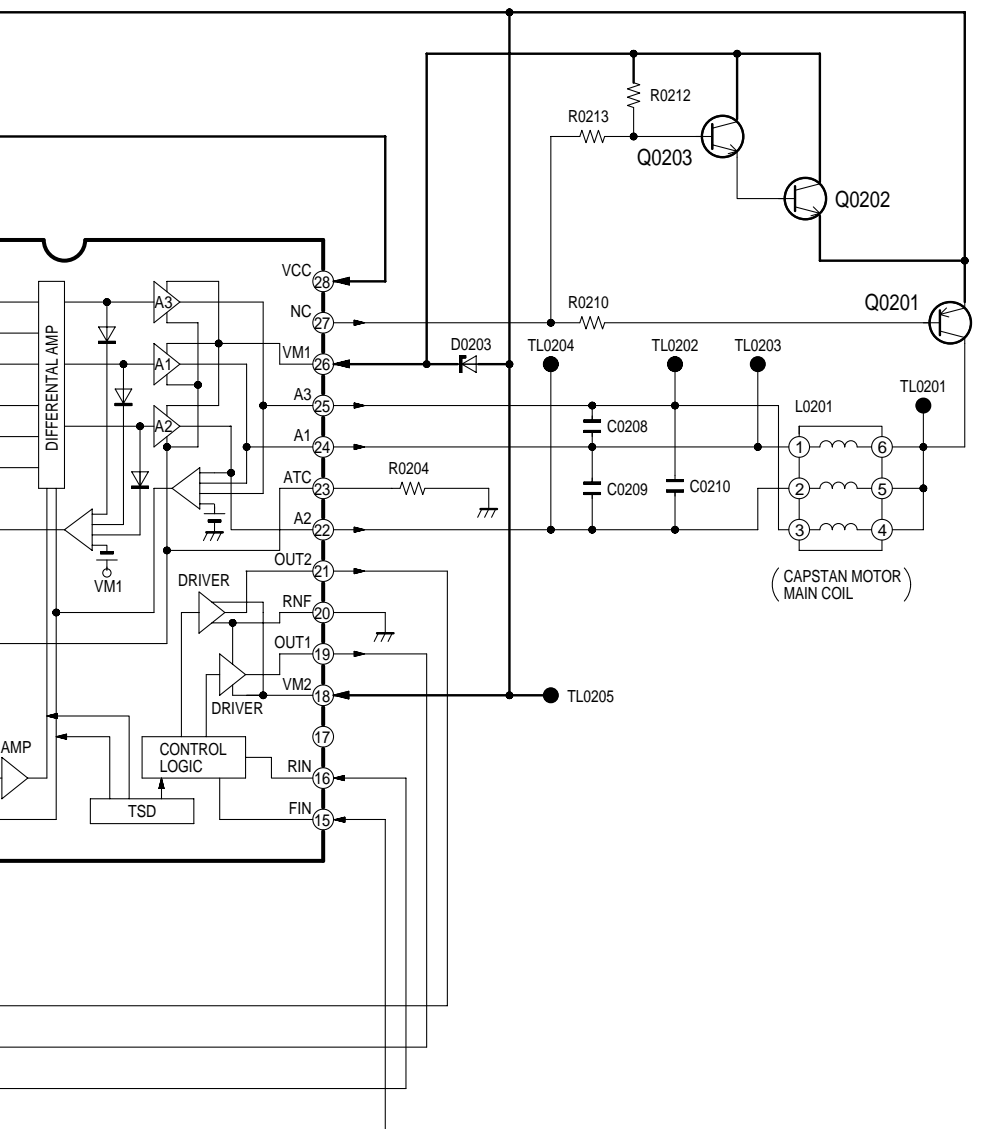 R0212
R0213
Q0203
Q0202
VCC
28
NC
27
R0210
Q0201
A3
DIFFERENTAL AMP
VM1
26
D0203
TL0204
TL0202
TL0203
A1
A3
25
L0201
TL0201
A2
C0208
A1
24
1
6
ATC
23
R0204
C0209
C0210
2
5
A2
22
3
4
VM1
OUT2
21
(CAPSTAN MOTOR
MAIN COIL)
DRIVER
RNF
20
OUT1
19
VM2
18
TL0205
DRIVER
17
AMP
CONTROL
LOGIC
RIN
16
TSD
FIN
15